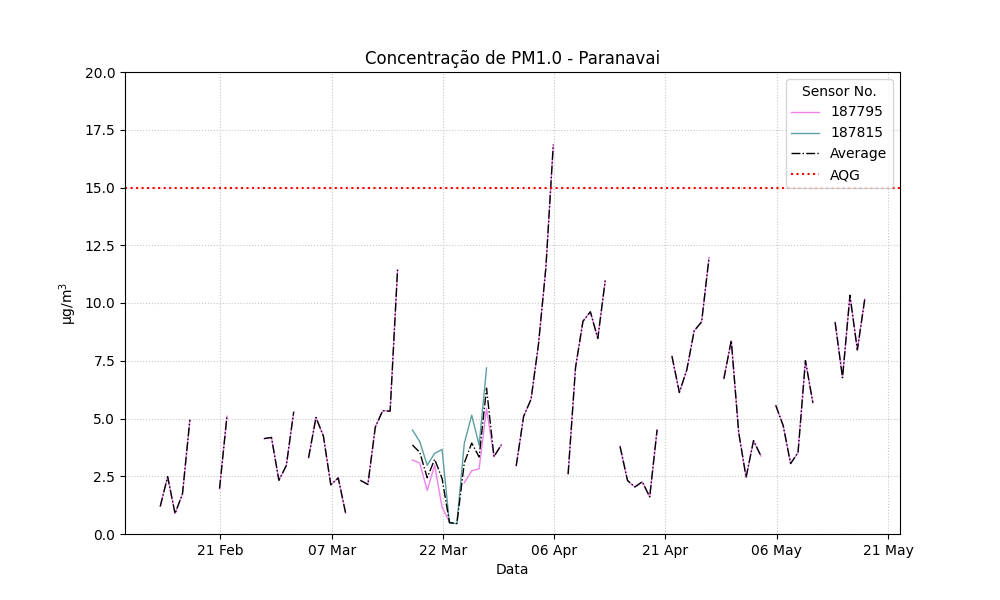 Concentração de PM1.0 - Paranavai
20.0
17.5
15.0
12.5
10.0
7.5
5.0
2.5
0.0
µg/m³
Sensor No.
187795
187815
Average
AQG
21 Feb
07 Mar
22 Mar
06 Apr
21 Apr
06 May
21 May
Data